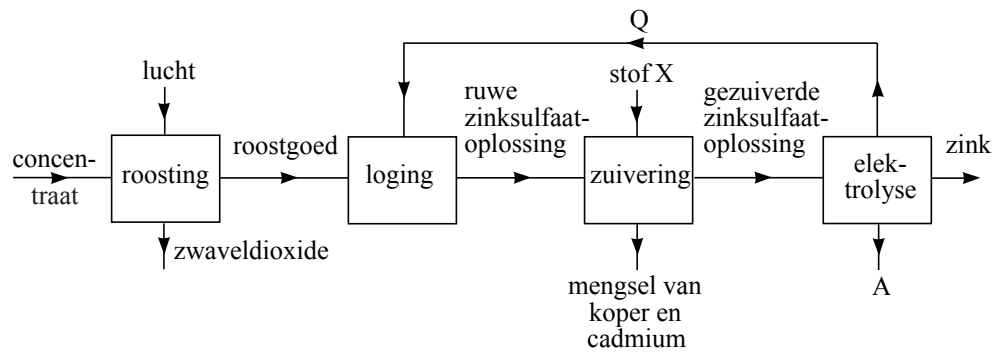 Q
lucht
stof X
ruwe
zinksulfaat-
oplossing
gezuiverde
zinksulfaat-
oplossing
concen-
traat
roosting
roostgoed
loging
zuivering
elek-
trolyse
zink
zwaveldioxide
mengsel van
koper en
cadmium
A